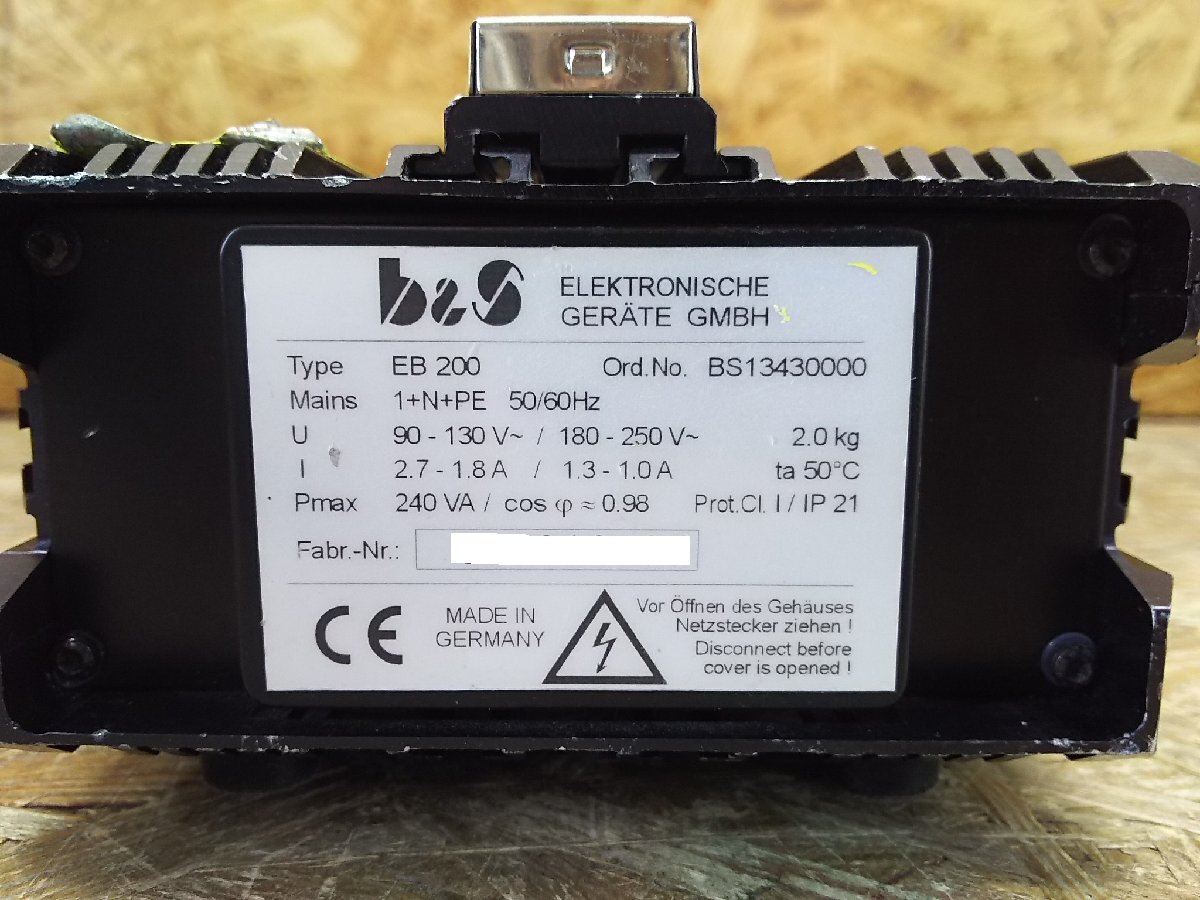 b&S ELEKTRONISCHE
GERÄTE GMBH
Type EB 200 Ord.No. BS13430000
Mains 1+N+PE 50/60Hz
U 90 - 130 V~ / 180 - 250 V~ 2.0 kg
I 2.7 - 1.8 A / 1.3 - 1.0 A ta 50°C
Pmax 240 VA / cos φ ≈ 0.98 Prot.Cl. I / IP 21
Fabr.-Nr.:
CE
MADE IN
GERMANY
Vor Öffnen des Gehäuses
Netzstecker ziehen !
Disconnect before
cover is opened !